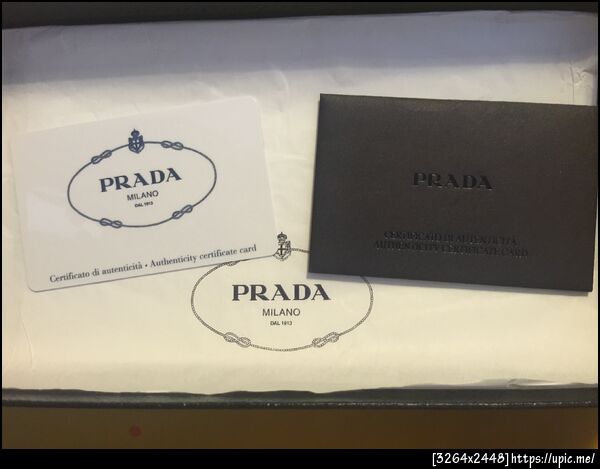 PRADA
MILANO
DAL 1913
Certificato di autenticità • Authenticity certificate card
PRADA
CERTIFICATO DI AUTENTICITÀ
AUTHENTICITY CERTIFICATE CARD
PRADA
MILANO
DAL 1913
[3264x2448]https://upic.me/